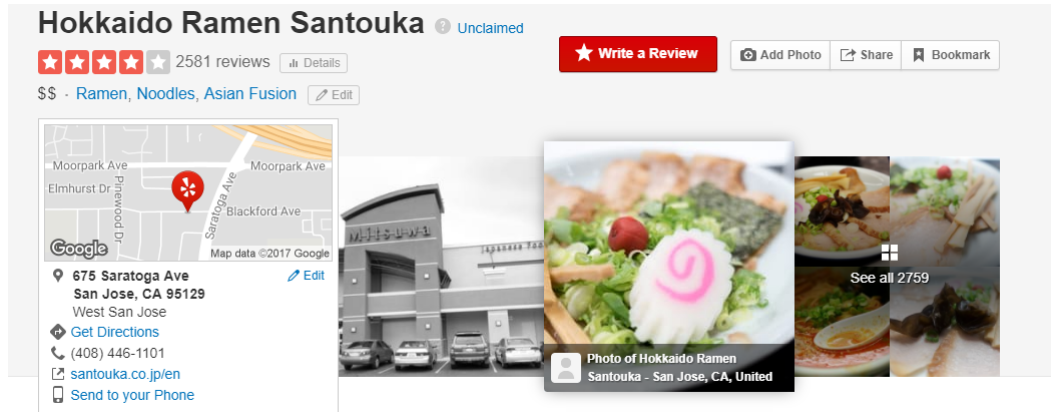 Hokkaido Ramen Santouka ? Unclaimed
2581 reviews Details
Write a Review Add Photo Share Bookmark
$$ · Ramen, Noodles, Asian Fusion Edit
Moorpark Ave Moorpark Ave
Elmhurst Dr
Pinewood Dr
Saratoga Ave
Blackford Ave
Google Map data ©2017 Google
675 Saratoga Ave Edit
San Jose, CA 95129
West San Jose
Get Directions
(408) 446-1101
santouka.co.jp/en
Send to your Phone
Mitsuwa
Japanese Foo
Photo of Hokkaido Ramen
Santouka - San Jose, CA, United
See all 2759